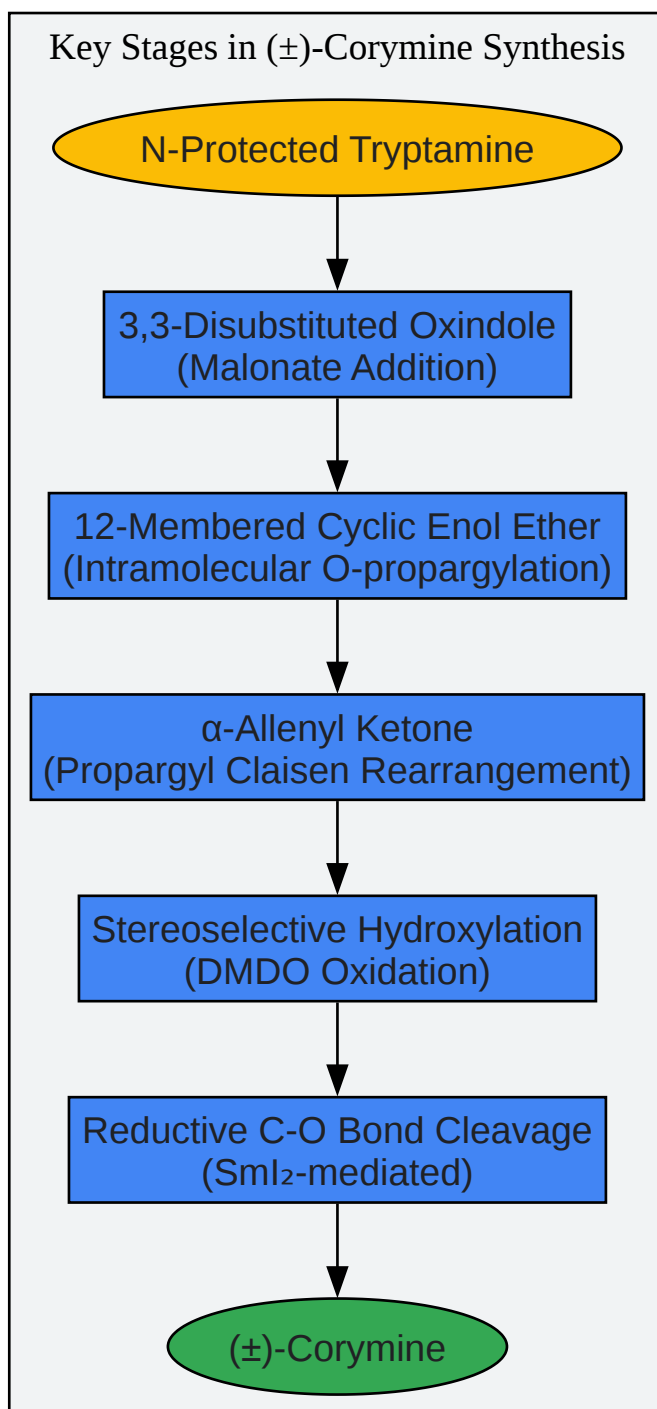 Key Stages in (±)-Corymine Synthesis
N-Protected Tryptamine
3,3-Disubstituted Oxindole
(Malonate Addition)
12-Membered Cyclic Enol Ether
(Intramolecular O-propargylation)
α-Allenyl Ketone
(Propargyl Claisen Rearrangement)
Stereoselective Hydroxylation
(DMDO Oxidation)
Reductive C-O Bond Cleavage
(SmI₂-mediated)
(±)-Corymine